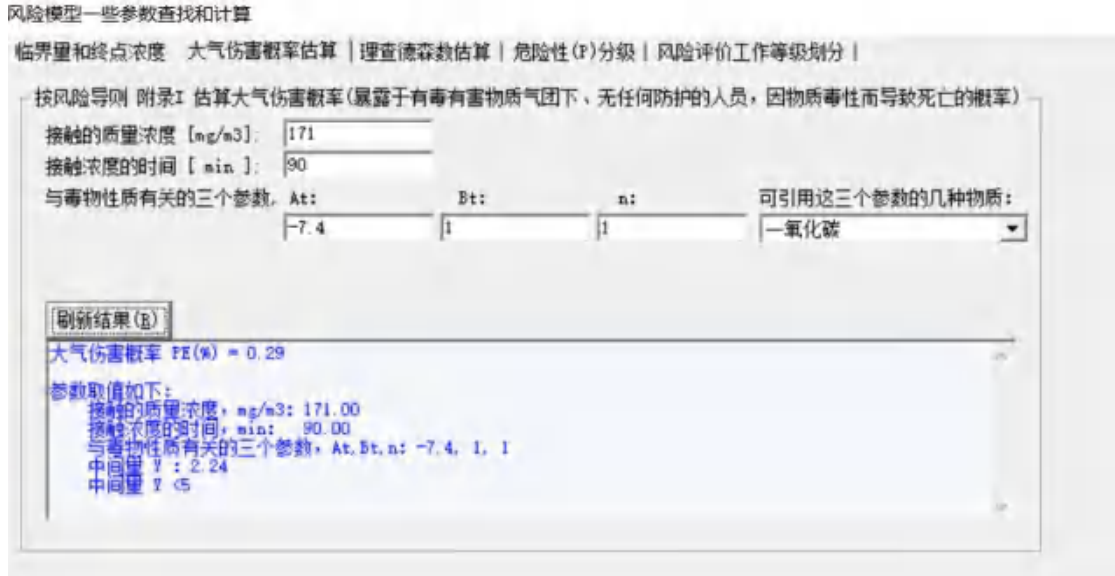 风险模型一些参数查找和计算
临界量和终点浓度 大气伤害概率估算 | 理查德森数估算 | 危险性(P)分级 | 风险评价工作等级划分 |
按风险导则 附录I 估算大气伤害概率(暴露于有毒有害物质气团下、无任何防护的人员，因物质毒性而导致死亡的概率)
接触的质量浓度 [mg/m3]: 171
接触浓度的时间 [ min ]: 90
与毒物性质有关的三个参数, At: Bt: n: 可引用这三个参数的几种物质:
-7.4 1 1 一氧化碳
刷新结果(R)
大气伤害概率 PE(%) = 0.29
参数取值如下:
接触的质量浓度, mg/m3: 171.00
接触浓度的时间, min: 90.00
与毒物性质有关的三个参数, At,Bt,n: -7.4, 1, 1
中间量 Y : 2.24
中间量 Y <5